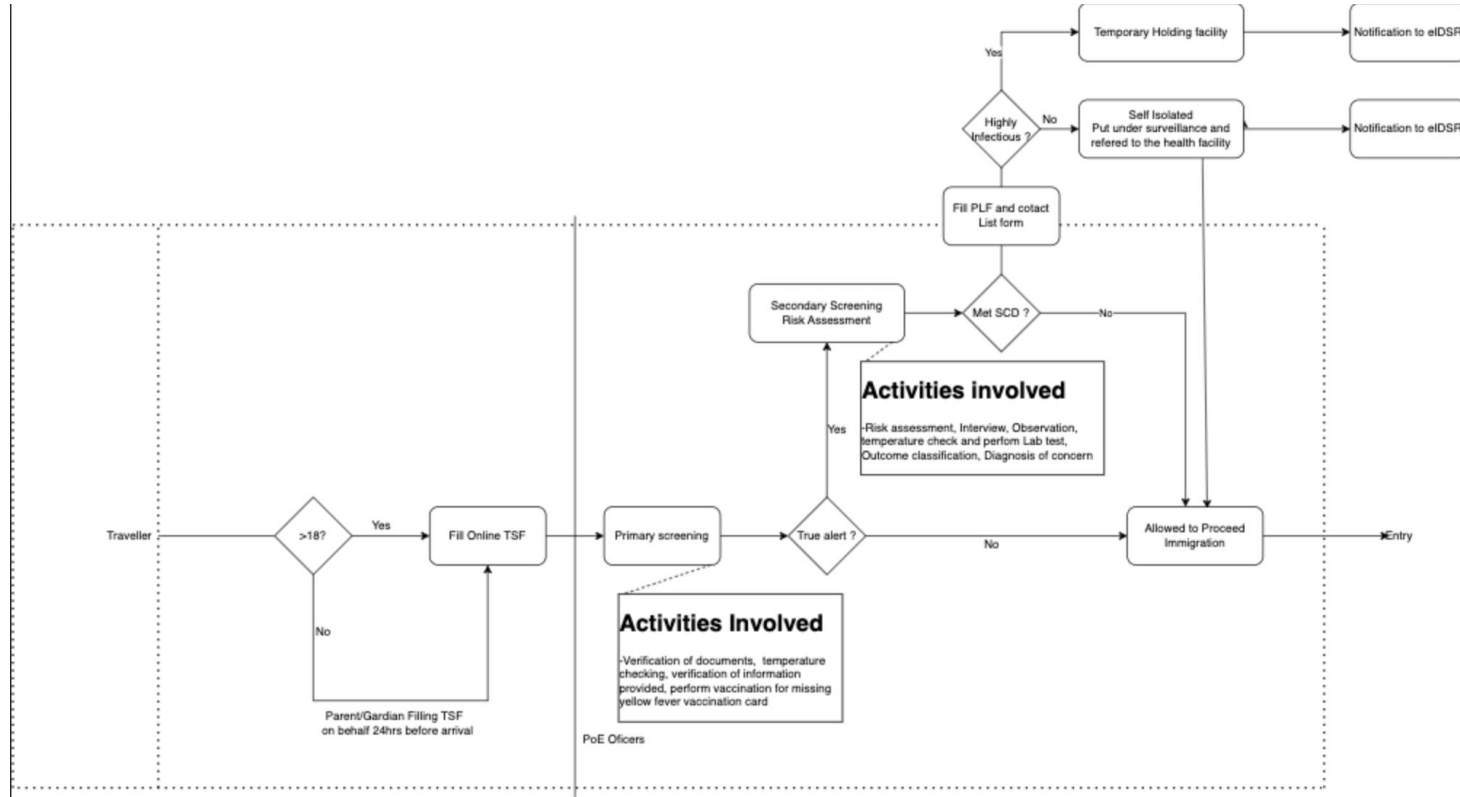 Temporary Holding facility
Notification to eIDSR
Yes
Highly
Infectious ?
No
Self Isolated
Put under surveillance and
refered to the health facility
Notification to eIDSR
Fill PLF and cotact
List form
Secondary Screening
Risk Assessment
Met SCD ?
No
Activities involved
-Risk assessment, Interview, Observation,
temperature check and perfom Lab test,
Outcome classification, Diagnosis of concern
Yes
Traveller
>18?
Yes
Fill Online TSF
Primary screening
True alert ?
No
Allowed to Proceed
Immigration
Entry
No
Activities Involved
-Verification of documents, temperature
checking, verification of information
provided, perform vaccination for missing
yellow fever vaccination card
Parent/Gardian Filling TSF
on behalf 24hrs before arrival
PoE Oficers